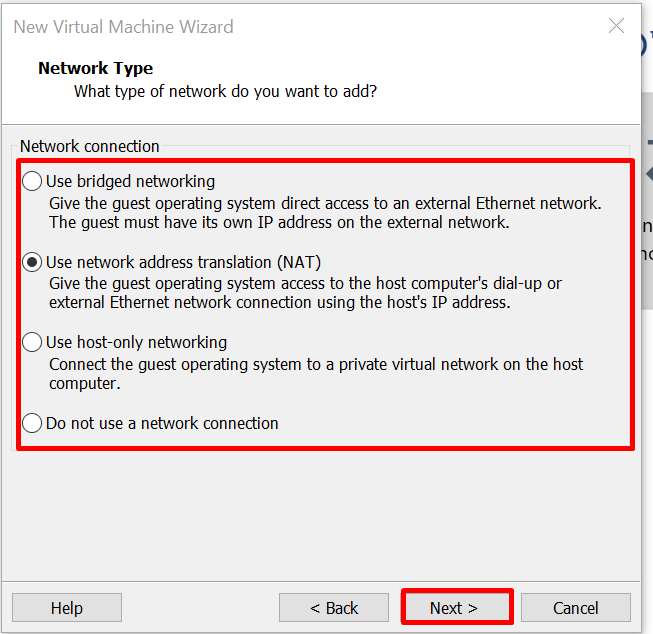 New Virtual Machine Wizard
Network Type
What type of network do you want to add?
Network connection
Use bridged networking
Give the guest operating system direct access to an external Ethernet network.
The guest must have its own IP address on the external network.
Use network address translation (NAT)
Give the guest operating system access to the host computer's dial-up or
external Ethernet network connection using the host's IP address.
Use host-only networking
Connect the guest operating system to a private virtual network on the host
computer.
Do not use a network connection
Help
< Back
Next >
Cancel